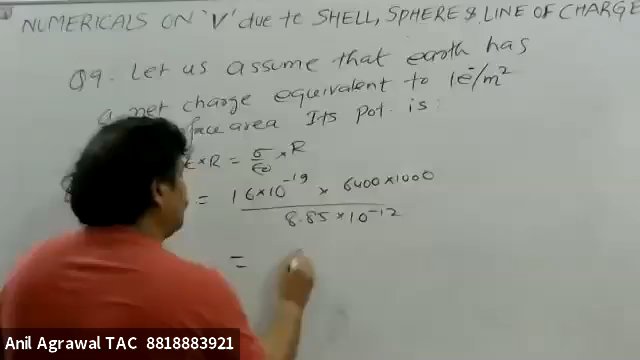 NUMERICALS ON 'V' due to SHELL, SPHERE & LINE OF CHARGE
Q9. Let us assume that earth has
a net charge equivalent to 1e⁻/m²
face area Its Pot. is:
× R = σ/ε₀ × R
= 1.6×10⁻¹⁹ × 6400×1000
8.85×10⁻¹²
=
Anil Agrawal TAC 8818883921